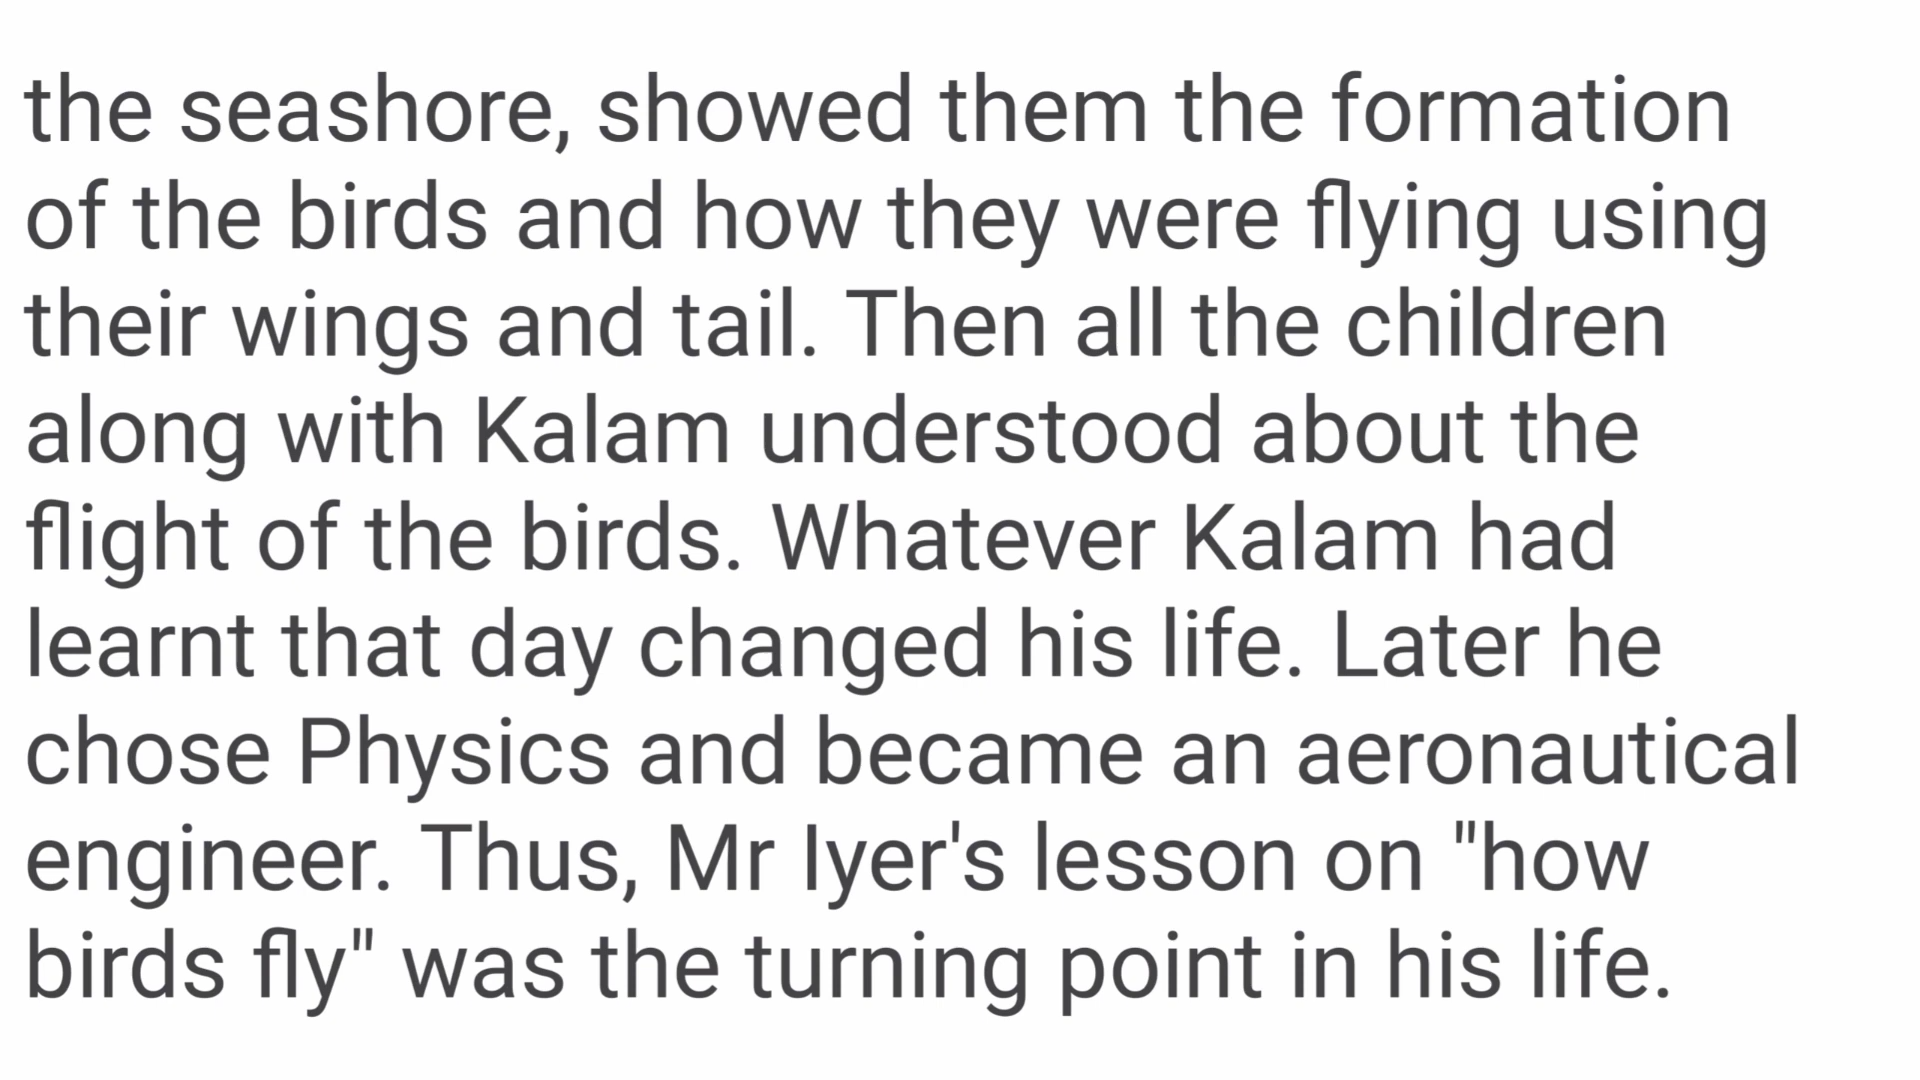 the seashore, showed them the formation
of the birds and how they were flying using
their wings and tail. Then all the children
along with Kalam understood about the
flight of the birds. Whatever Kalam had
learnt that day changed his life. Later he
chose Physics and became an aeronautical
engineer. Thus, Mr Iyer's lesson on "how
birds fly" was the turning point in his life.